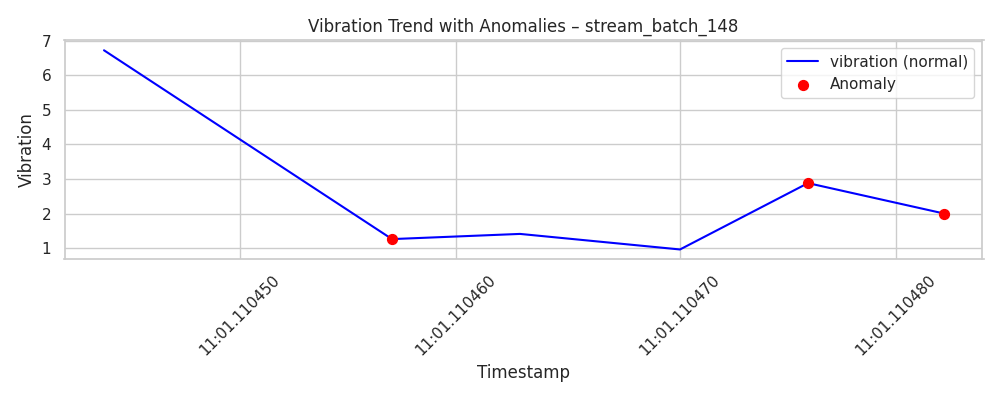 Vibration Trend with Anomalies – stream_batch_148
vibration (normal)
Anomaly
Vibration
7
6
5
4
3
2
1
11:01.110450
11:01.110460
11:01.110470
11:01.110480
Timestamp